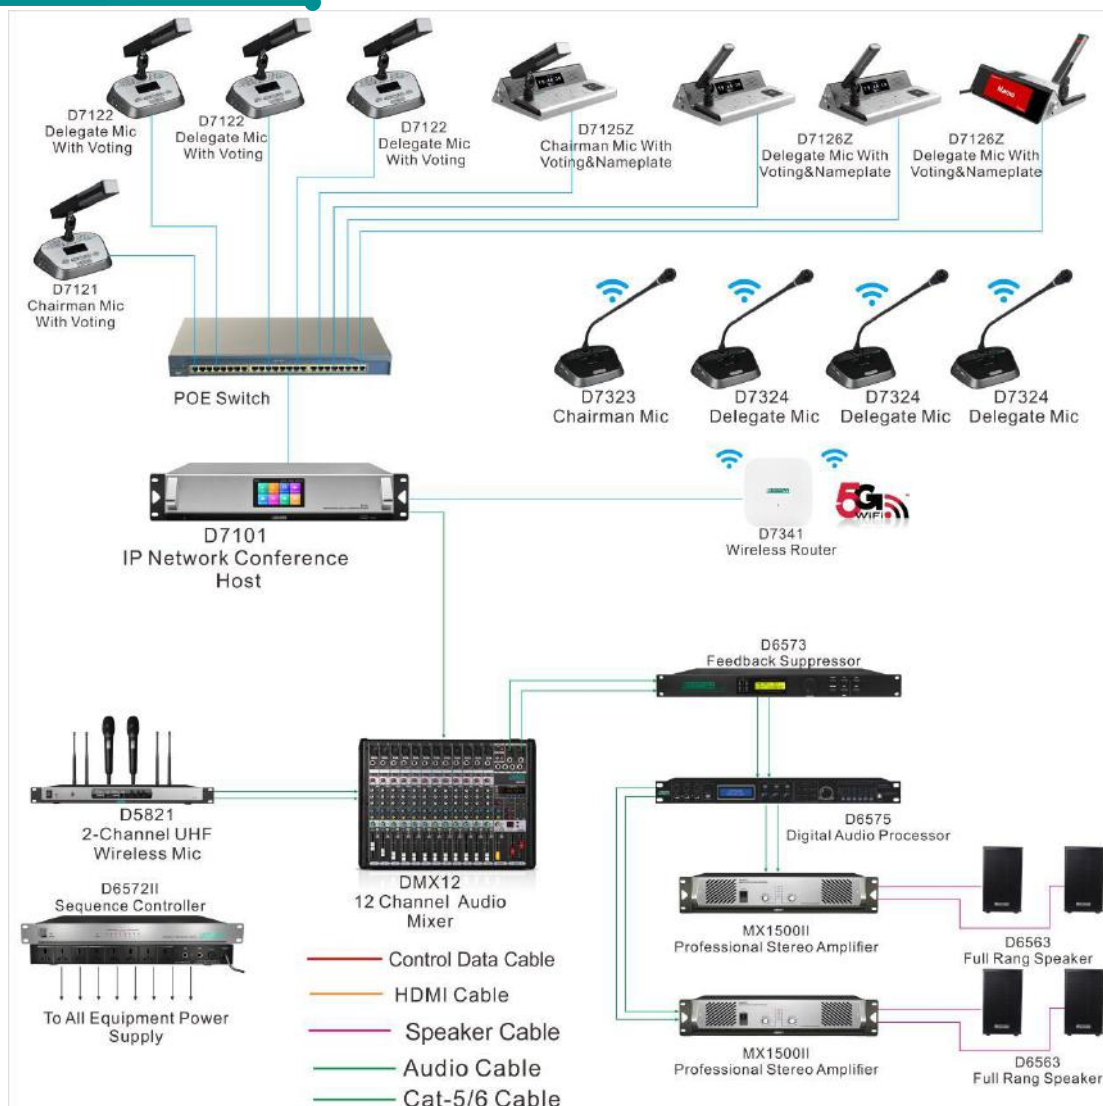 D7122
Delegate Mic
With Voting
D7122
Delegate Mic
With Voting
D7122
Delegate Mic
With Voting
D7125Z
Chairman Mic With
Voting&Nameplate
D7126Z
Delegate Mic With
Voting&Nameplate
D7126Z
Delegate Mic With
Voting&Nameplate
D7121
Chairman Mic
With Voting
POE Switch
D7323
Chairman Mic
D7324
Delegate Mic
D7324
Delegate Mic
D7324
Delegate Mic
D7101
IP Network Conference
Host
D7341
Wireless Router
5G
WiFi
D6573
Feedback Suppressor
D5821
2-Channel UHF
Wireless Mic
DMX12
12 Channel Audio
Mixer
D6575
Digital Audio Processor
D6572II
Sequence Controller
To All Equipment Power
Supply
MX1500II
Professional Stereo Amplifier
D6563
Full Rang Speaker
MX1500II
Professional Stereo Amplifier
D6563
Full Rang Speaker
Control Data Cable
HDMI Cable
Speaker Cable
Audio Cable
Cat-5/6 Cable